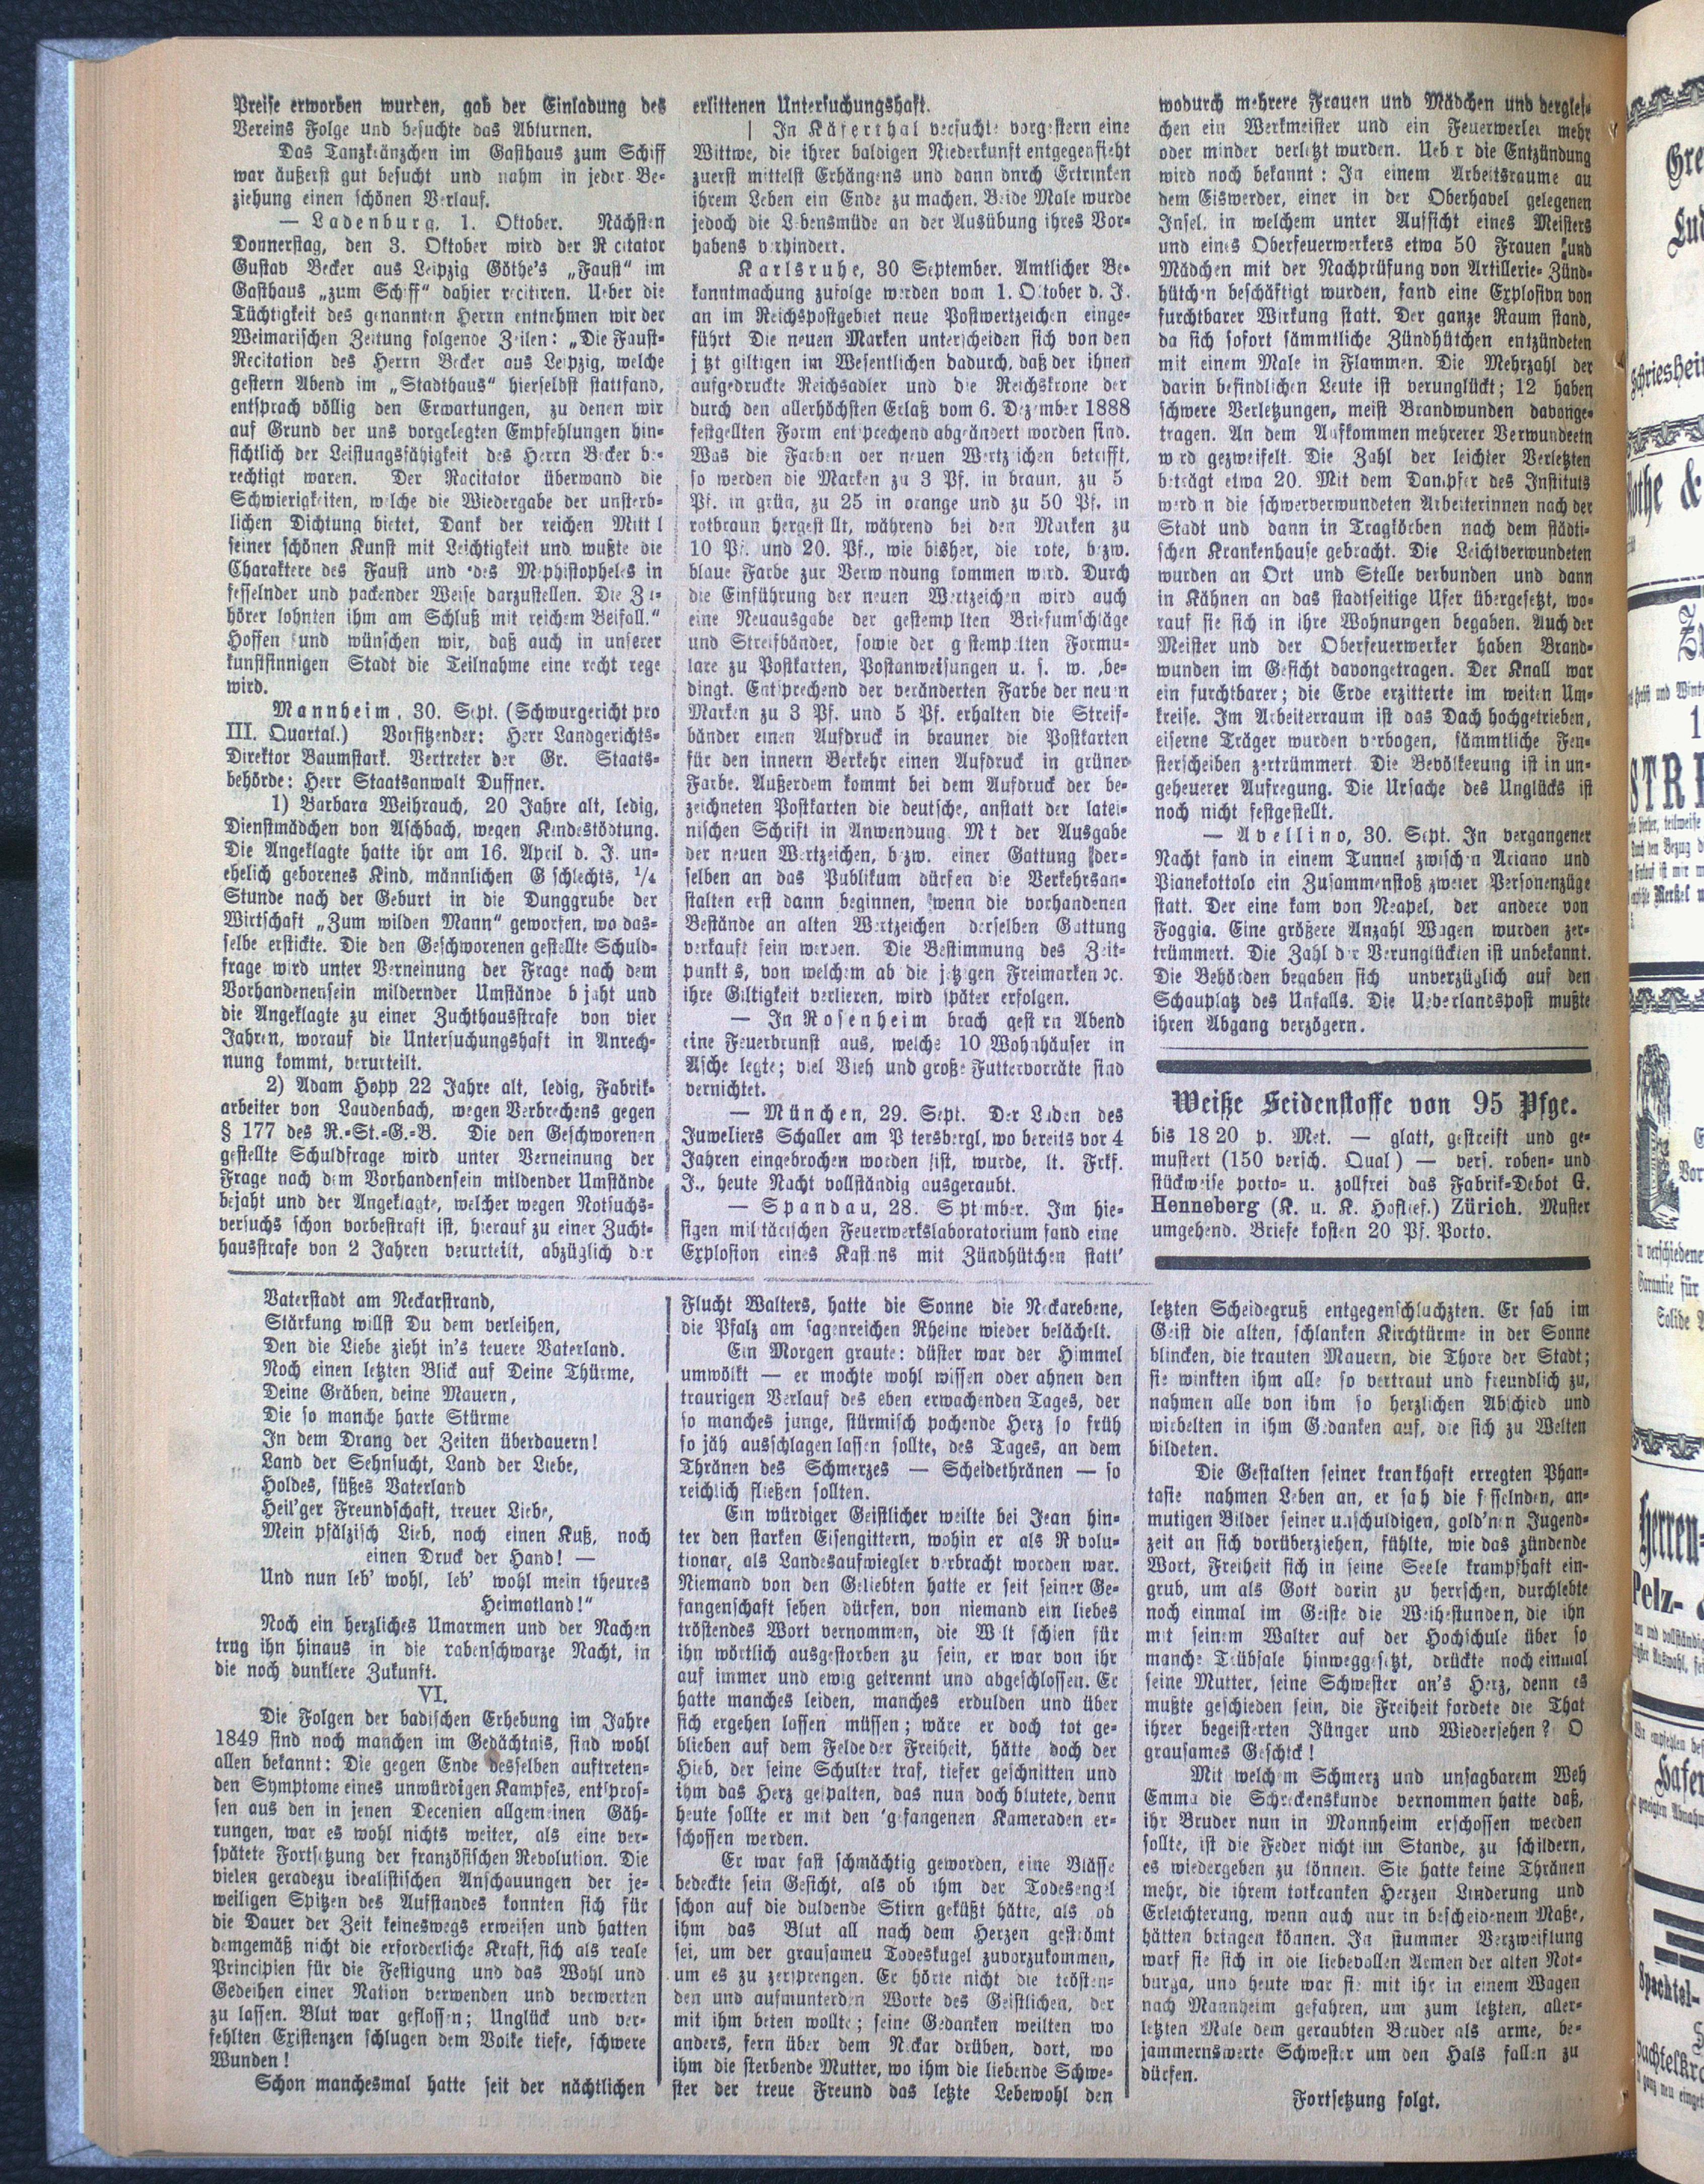 Preise erworben wurden, gab der Einladung des
Vereins Folge und besuchte das Abturnen.
Das Tanzkränzchen im Gasthaus zum Schiff
war äußerst gut besucht und nahm in jeder Be-
ziehung einen schönen Verlauf.
— Ladenburg, 1. Oktober. Nächsten
Donnerstag, den 3. Oktober wird der R citator
Gustav Becker aus Leipzig Göthe's „Faust“ im
Gasthaus „zum Schiff“ dahier recitiren. Ueber die
Tüchtigkeit des genannten Herrn entnehmen wir der
Weimarischen Zeitung folgende Zeilen: „Die Faust-
Recitation des Herrn Becker aus Leipzig, welche
gestern Abend im „Stadthaus“ hierselbst stattfand,
entsprach völlig den Erwartungen, zu denen wir
auf Grund der uns vorgelegten Empfehlungen hin-
sichtlich der Leistungsfähigkeit des Herrn Becker be-
rechtigt waren. Der Racitator überwand die
Schwierigkeiten, welche die Wiedergabe der unsterb-
lichen Dichtung bietet, Dank der reichen Mitt l
seiner schönen Kunst mit Leichtigkeit und wußte die
Charaktere des Faust und des Mephistopheles in
fesselnder und packender Weise darzustellen. Die Zu-
hörer lohnten ihm am Schluß mit reichem Beifall.“
Hoffen und wünschen wir, daß auch in unserer
kunstsinnigen Stadt die Teilnahme eine recht rege
wird.
Mannheim, 30. Sept. (Schwurgericht pro
III. Quartal.) Vorsitzender: Herr Landgerichts-
Direktor Baumstark. Vertreter der Gr. Staats-
behörde: Herr Staatsanwalt Duffner.
1) Barbara Weihrauch, 20 Jahre alt, ledig,
Dienstmädchen von Aschbach, wegen Kindestödtung.
Die Angeklagte hatte ihr am 16. April d. J. un-
ehelich geborenes Kind, männlichen G schlechts, 1/4
Stunde nach der Geburt in die Dunggrube der
Wirtschaft „Zum wilden Mann“ geworfen, wo das-
selbe erstickte. Die den Geschworenen gestellte Schuld-
frage wird unter Verneinung der Frage nach dem
Vorhandenensein mildernder Umstände b jaht und
die Angeklagte zu einer Zuchthausstrafe von vier
Jahren, worauf die Untersuchungshaft in Anrech-
nung kommt, verurteilt.
2) Adam Hopp 22 Jahre alt, ledig, Fabrik-
arbeiter von Laudenbach, wegen Verbrechens gegen
§ 177 des R.-St.-G.-B. Die den Geschworenen
gestellte Schuldfrage wird unter Verneinung der
Frage nach dem Vorhandensein mildender Umstände
bejaht und der Angeklagte, welcher wegen Notsuchs-
versuchs schon vorbestraft ist, hierauf zu einer Zucht-
hausstrafe von 2 Jahren verurteilt, abzüglich der
erlittenen Untersuchungshaft.
| In Käferthal versuchte vorgestern eine
Wittwe, die ihrer baldigen Niederkunft entgegensieht
zuerst mittelst Erhängens und dann dnrch Ertrinken
ihrem Leben ein Ende zu machen. Beide Male wurde
jedoch die Lebensmüde an der Ausübung ihres Vor-
habens verhindert.
Karlsruhe, 30 September. Amtlicher Be-
kanntmachung zufolge werden vom 1. Oktober d. J.
an im Reichspostgebiet neue Postwertzeichen einge-
führt Die neuen Marken unterscheiden sich von den
j tzt giltigen im Wesentlichen dadurch, daß der ihnen
aufgedruckte Reichsadler und die Reichskrone der
durch den allerhöchsten Erlaß vom 6. Dezember 1888
festgellten Form entsprechend abgeändert worden sind.
Was die Farben der neuen Wertzeichen betrifft,
so werden die Marken zu 3 Pf. in braun, zu 5
Pf. in grün, zu 25 in orange und zu 50 Pf. in
rotbraun hergestellt, während bei den Marken zu
10 Pf. und 20. Pf., wie bisher, die rote, bezw.
blaue Farbe zur Verwendung kommen wird. Durch
die Einführung der neuen Wertzeichen wird auch
eine Neuausgabe der gestempelten Briefumschläge
und Streifbänder, sowie der gestempelten Formu-
lare zu Postkarten, Postanweisungen u. s. w. be-
dingt. Entsprechend der veränderten Farbe der neuen
Marken zu 3 Pf. und 5 Pf. erhalten die Streif-
bänder einen Aufdruck in brauner die Postkarten
für den innern Verkehr einen Aufdruck in grüner
Farbe. Außerdem kommt bei dem Aufdruck der be-
zeichneten Postkarten die deutsche, anstatt der latei-
nischen Schrift in Anwendung. Mit der Ausgabe
der neuen Wertzeichen, bezw. einer Gattung der-
selben an das Publikum dürfen die Verkehrsan-
stalten erst dann beginnen, wenn die vorhandenen
Bestände an alten Wertzeichen derselben Gattung
verkauft sein werden. Die Bestimmung des Zeit-
punkt s, von welchem ab die jetzigen Freimarken ꝛc.
ihre Giltigkeit verlieren, wird später erfolgen.
— In Rosenheim brach gestern Abend
eine Feuerbrunst aus, welche 10 Wohnhäuser in
Asche legte; viel Vieh und große Futtervorräte sind
vernichtet.
— München, 29. Sept. Der Laden des
Juweliers Schaller am Petersbergl, wo bereits vor 4
Jahren eingebrochen worden ist, wurde, lt. Frkf.
J., heute Nacht vollständig ausgeraubt.
— Spandau, 28. September. Im hie-
sigen militärischen Feuerwerkslaboratorium fand eine
Explosion eines Kastens mit Zündhütchen statt
wodurch mehrere Frauen und Mädchen und derglei-
chen ein Werkmeister und ein Feuerwerker mehr
oder minder verletzt wurden. Ueber die Entzündung
wird noch bekannt: In einem Arbeitsraume au
dem Eiswerder, einer in der Oberhavel gelegenen
Insel, in welchem unter Aufsicht eines Meisters
und eines Oberfeuerwerkers etwa 50 Frauen und
Mädchen mit der Nachprüfung von Artillerie-Zünd-
hütchen beschäftigt wurden, fand eine Explosion von
furchtbarer Wirkung statt. Der ganze Raum stand,
da sich sofort sämmtliche Zündhütchen entzündeten
mit einem Male in Flammen. Die Mehrzahl der
darin befindlichen Leute ist verunglückt; 12 haben
schwere Verletzungen, meist Brandwunden davonge-
tragen. An dem Aufkommen mehrerer Verwundeetn
wird gezweifelt. Die Zahl der leichter Verletzten
beträgt etwa 20. Mit dem Dampfer des Instituts
werden die schwerverwundeten Arbeiterinnen nach der
Stadt und dann in Tragkörben nach dem städti-
schen Krankenhause gebracht. Die Leichtverwundeten
wurden an Ort und Stelle verbunden und dann
in Kähnen an das stadtseitige Ufer übergesetzt, wo-
rauf sie sich in ihre Wohnungen begaben. Auch der
Meister und der Oberfeuerwerker haben Brand-
wunden im Gesicht davongetragen. Der Knall war
ein furchtbarer; die Erde erzitterte im weiten Um-
kreise. Im Arbeiterraum ist das Dach hochgetrieben,
eiserne Träger wurden verbogen, sämmtliche Fen-
sterscheiben zertrümmert. Die Bevölkerung ist in un-
geheuerer Aufregung. Die Ursache des Unglücks ist
noch nicht festgestellt.
— Avellino, 30. Sept. In vergangener
Nacht fand in einem Tunnel zwischen Ariano und
Pianekottolo ein Zusammenstoß zweier Personenzüge
statt. Der eine kam von Neapel, der andere von
Foggia. Eine größere Anzahl Wagen wurden zer-
trümmert. Die Zahl der Verunglückten ist unbekannt.
Die Behörden begaben sich unverzüglich auf den
Schauplatz des Unfalls. Die Ueberlandspost mußte
ihren Abgang verzögern.
Weiße Seidenstoffe von 95 Pfge.
bis 18 20 p. Met. — glatt, gestreift und ge-
mustert (150 versch. Qual) — vers. roben- und
stückweise porto- u. zollfrei das Fabrik-Debot G.
Henneberg (K. u. K. Hoflief.) Zürich. Muster
umgehend. Briefe kosten 20 Pf. Porto.
Vaterstadt am Neckarstrand,
Stärkung willst Du dem verleihen,
Den die Liebe zieht in's teuere Vaterland.
Noch einen letzten Blick auf Deine Thürme,
Deine Gräben, deine Mauern,
Die so manche harte Stürme
In dem Drang der Zeiten überdauern!
Land der Sehnsucht, Land der Liebe,
Holdes, süßes Vaterland
Heil'ger Freundschaft, treuer Liebe,
Mein pfälzisch Lieb, noch einen Kuß, noch
einen Druck der Hand! —
Und nun leb' wohl, leb' wohl mein theures
Heimatland!“
Noch ein herzliches Umarmen und der Nachen
trug ihn hinaus in die rabenschwarze Nacht, in
die noch dunklere Zukunft.
VI.
Die Folgen der badischen Erhebung im Jahre
1849 sind noch manchen im Gedächtnis, sind wohl
allen bekannt: Die gegen Ende desselben auftreten-
den Symptome eines unwürdigen Kampfes, entspros-
sen aus den in jenen Decenien allgemeinen Gäh-
rungen, war es wohl nichts weiter, als eine ver-
spätete Fortsetzung der französischen Revolution. Die
vielen geradezu idealistischen Anschauungen der je-
weiligen Spitzen des Aufstandes konnten sich für
die Dauer der Zeit keineswegs erweisen und hatten
demgemäß nicht die erforderliche Kraft, sich als reale
Principien für die Festigung und das Wohl und
Gedeihen einer Nation verwenden und verwerten
zu lassen. Blut war geflossen; Unglück und ver-
fehlten Existenzen schlugen dem Volke tiefe, schwere
Wunden!
Schon manchesmal hatte seit der nächtlichen
Flucht Walters, hatte die Sonne die Neckarebene,
die Pfalz am sagenreichen Rheine wieder belächelt.
Ein Morgen graute: düster war der Himmel
umwölkt — er mochte wohl wissen oder ahnen den
traurigen Verlauf des eben erwachenden Tages, der
so manches junge, stürmisch pochende Herz so früh
so jäh ausschlagen lassen sollte, des Tages, an dem
Thränen des Schmerzes — Scheidethränen — so
reichlich fließen sollten.
Ein würdiger Geistlicher weilte bei Jean hin-
ter den starken Eisengittern, wohin er als Revolu-
tionar, als Landesaufwiegler verbracht worden war.
Niemand von den Geliebten hatte er seit seiner Ge-
fangenschaft sehen dürfen, von niemand ein liebes
tröstendes Wort vernommen, die Welt schien für
ihn wörtlich ausgestorben zu sein, er war von ihr
auf immer und ewig getrennt und abgeschlossen. Er
hatte manches leiden, manches erdulden und über
sich ergehen lassen müssen; wäre er doch tot ge-
blieben auf dem Felde der Freiheit, hätte doch der
Hieb, der seine Schulter traf, tiefer geschnitten und
ihm das Herz gespalten, das nun doch blutete, denn
heute sollte er mit den gefangenen Kameraden er-
schossen werden.
Er war fast schmächtig geworden, eine Blässe
bedeckte sein Gesicht, als ob ihm der Todesengel
schon auf die duldende Stirn geküßt hätte, als ob
ihm das Blut all nach dem Herzen geströmt
sei, um der grausameu Todeskugel zuvorzukommen,
um es zu zersprengen. Er hörte nicht die trösten-
den und aufmunternden Worte des Geistlichen, der
mit ihm beten wollte; seine Gedanken weilten wo
anders, fern über dem Neckar drüben, dort, wo
ihm die sterbende Mutter, wo ihm die liebende Schwe-
ster der treue Freund das letzte Lebewohl den
letzten Scheidegruß entgegenschluchzten. Er sah im
Geist die alten, schlanken Kirchtürme in der Sonne
blincken, die trauten Mauern, die Thore der Stadt;
sie winkten ihm alle so vertraut und freundlich zu,
nahmen alle von ihm so herzlichen Abschied und
wirbelten in ihm Gedanken auf, die sich zu Welten
bildeten.
Die Gestalten seiner krankhaft erregten Phan-
tasie nahmen Leben an, er sah die fesselnden, an-
mutigen Bilder seiner unschuldigen, gold'nen Jugend-
zeit an sich vorüberziehen, fühlte, wie das zündende
Wort, Freiheit sich in seine Seele krampfhaft ein-
grub, um als Gott darin zu herrschen, durchlebte
noch einmal im Geiste die Weihestunden, die ihn
mit seinem Walter auf der Hochschule über so
manche Trübsale hinweggesetzt, drückte noch einmal
seine Mutter, seine Schwester an's Herz, denn es
mußte geschieden sein, die Freiheit fordete die That
ihrer begeisterten Jünger und Wiedersehen? O
grausames Geschick!
Mit welchem Schmerz und unsagbarem Weh
Emma die Schreckenskunde vernommen hatte daß,
ihr Bruder nun in Mannheim erschossen werden
sollte, ist die Feder nicht im Stande, zu schildern,
es wiedergeben zu können. Sie hatte keine Thränen
mehr, die ihrem totkranken Herzen Linderung und
Erleichterung, wenn auch nur in bescheidenem Maße,
hätten bringen können. In stummer Verzweiflung
warf sie sich in die liebevollen Armen der alten Not-
burga, und heute war sie mit ihr in einem Wagen
nach Mannheim gefahren, um zum letzten, aller-
letzten Male dem geraubten Bruder als arme, be-
jammernswerte Schwester um den Hals fallen zu
dürfen.
Fortsetzung folgt.